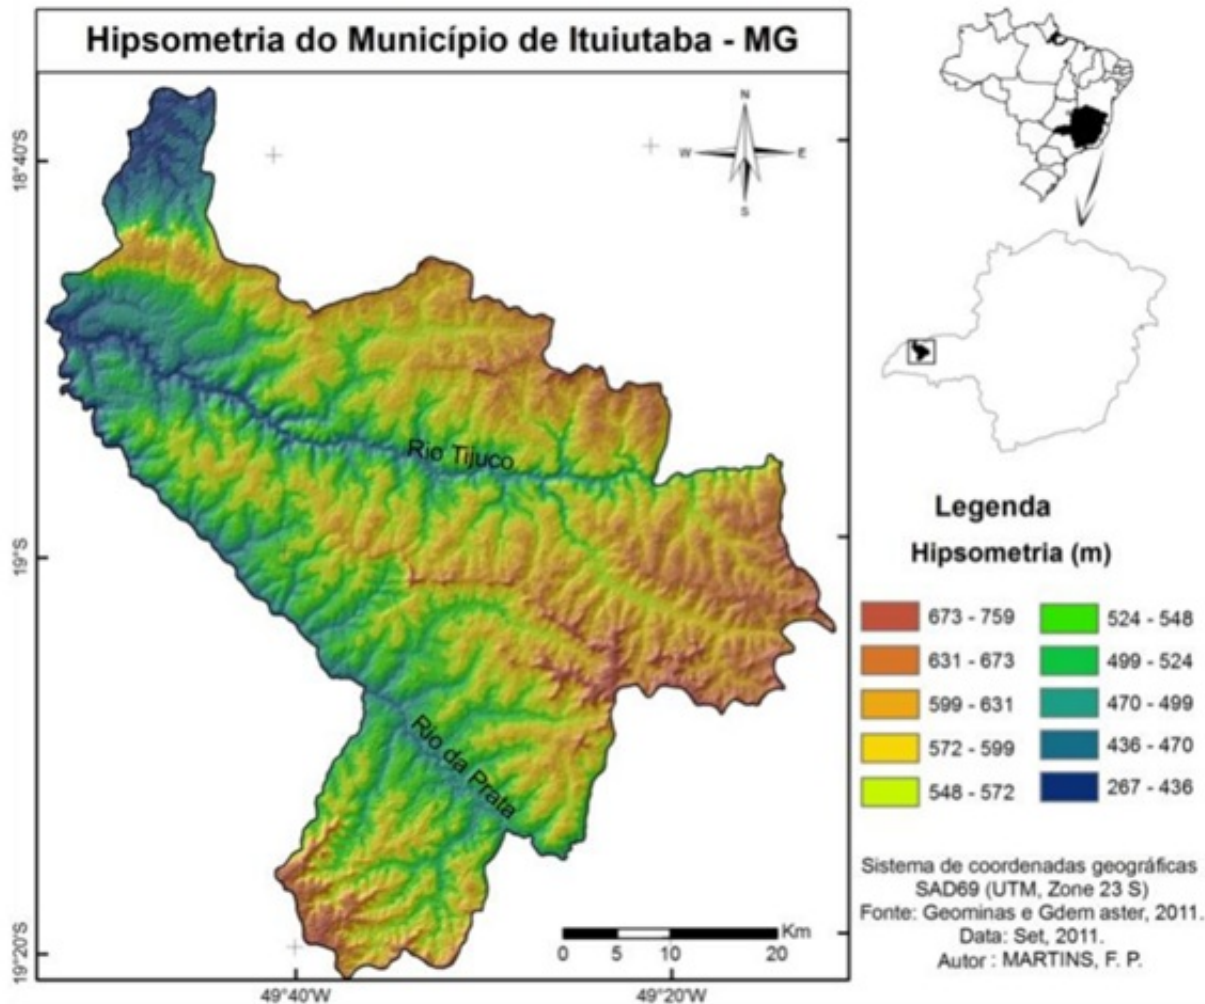 Hipsometria do Município de Ituiutaba - MG
N
W
E
S
18°40'S
19°S
19°20'S
49°40'W
49°20'W
Rio Tijuco
Rio da Prata
0
5
10
20
Km
Legenda
Hipsometria (m)
673 - 759
631 - 673
599 - 631
572 - 599
548 - 572
524 - 548
499 - 524
470 - 499
436 - 470
267 - 436
Sistema de coordenadas geográficas
SAD69 (UTM, Zone 23 S)
Fonte: Geominas e Gdem aster, 2011.
Data: Set, 2011.
Autor : MARTINS, F. P.